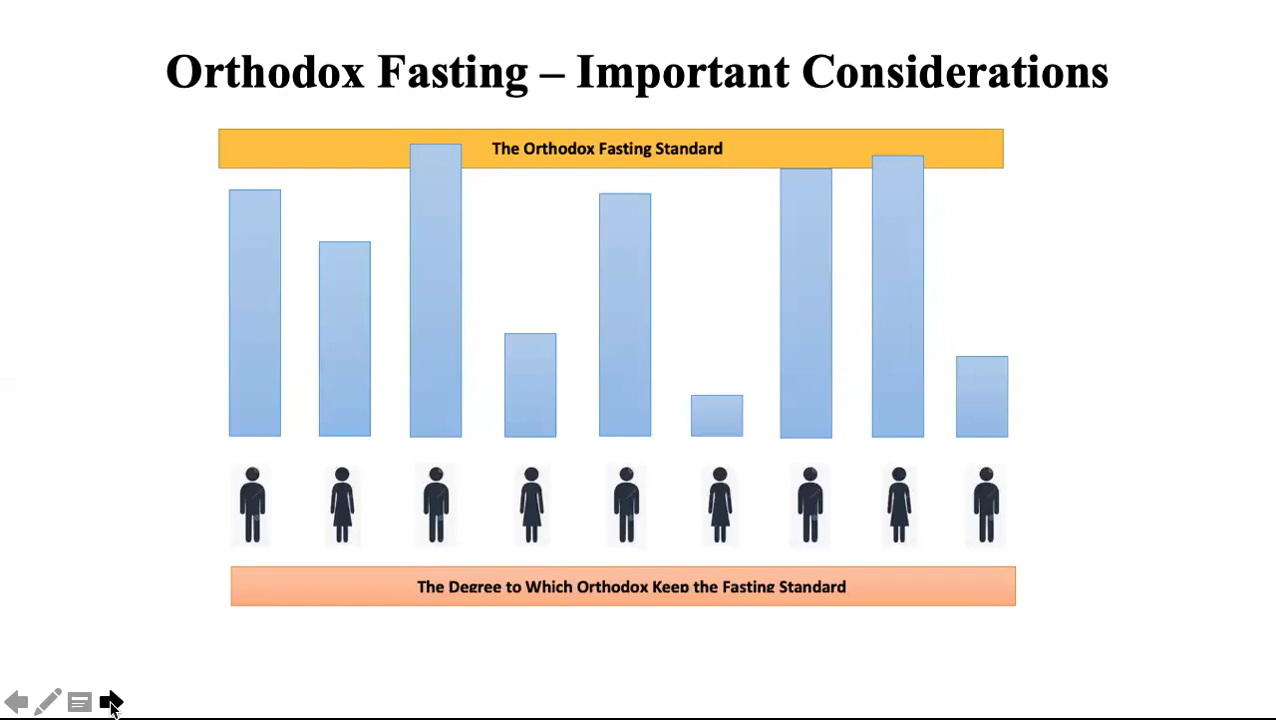 Orthodox Fasting – Important Considerations
The Orthodox Fasting Standard
The Degree to Which Orthodox Keep the Fasting Standard